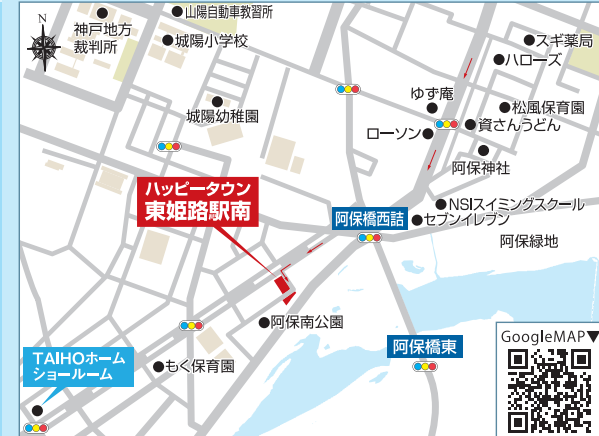 山陽自動車教習所
神戸地方
裁判所
城陽小学校
スギ薬局
ハローズ
ゆず庵
松風保育園
城陽幼稚園
ローソン
資さんうどん
阿保神社
ハッピータウン
東姫路駅南
NSIスイミングスクール
阿保橋西詰
セブンイレブン
阿保緑地
阿保南公園
GoogleMAP▼
阿保橋東
TAIHOホーム
ショールーム
もく保育園
N